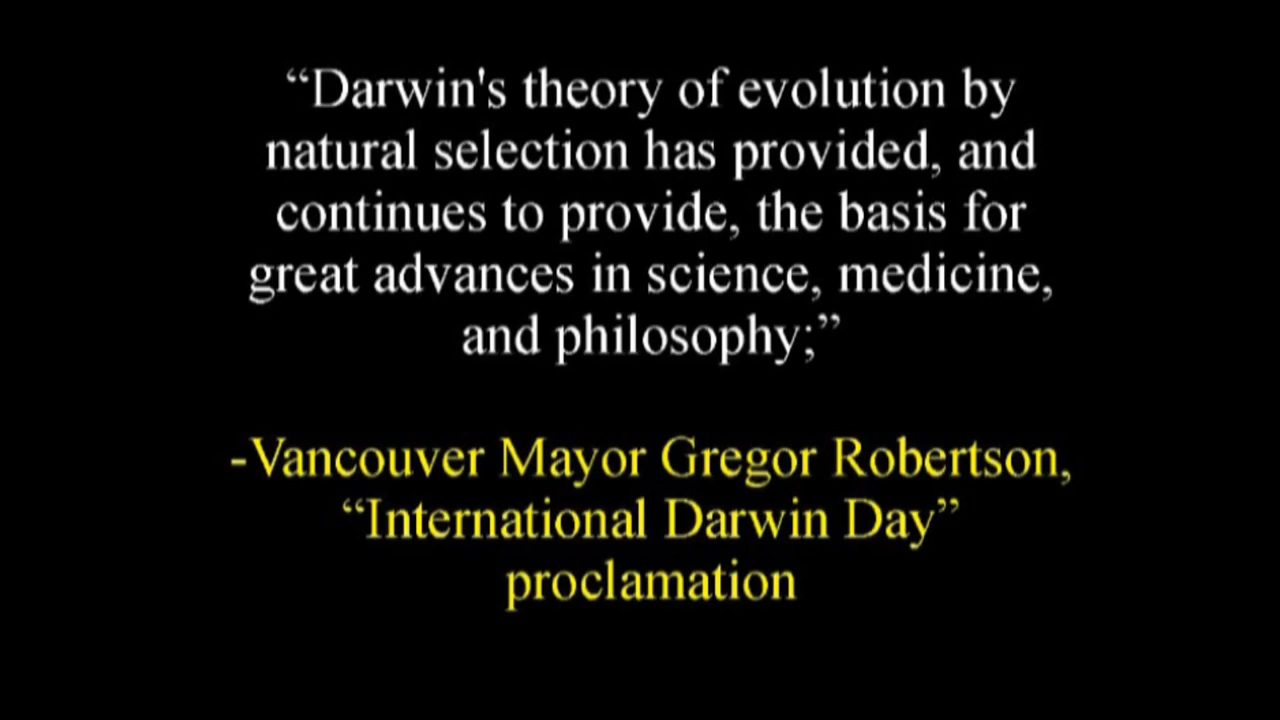 “Darwin's theory of evolution by
natural selection has provided, and
continues to provide, the basis for
great advances in science, medicine,
and philosophy;”
-Vancouver Mayor Gregor Robertson,
“International Darwin Day”
proclamation